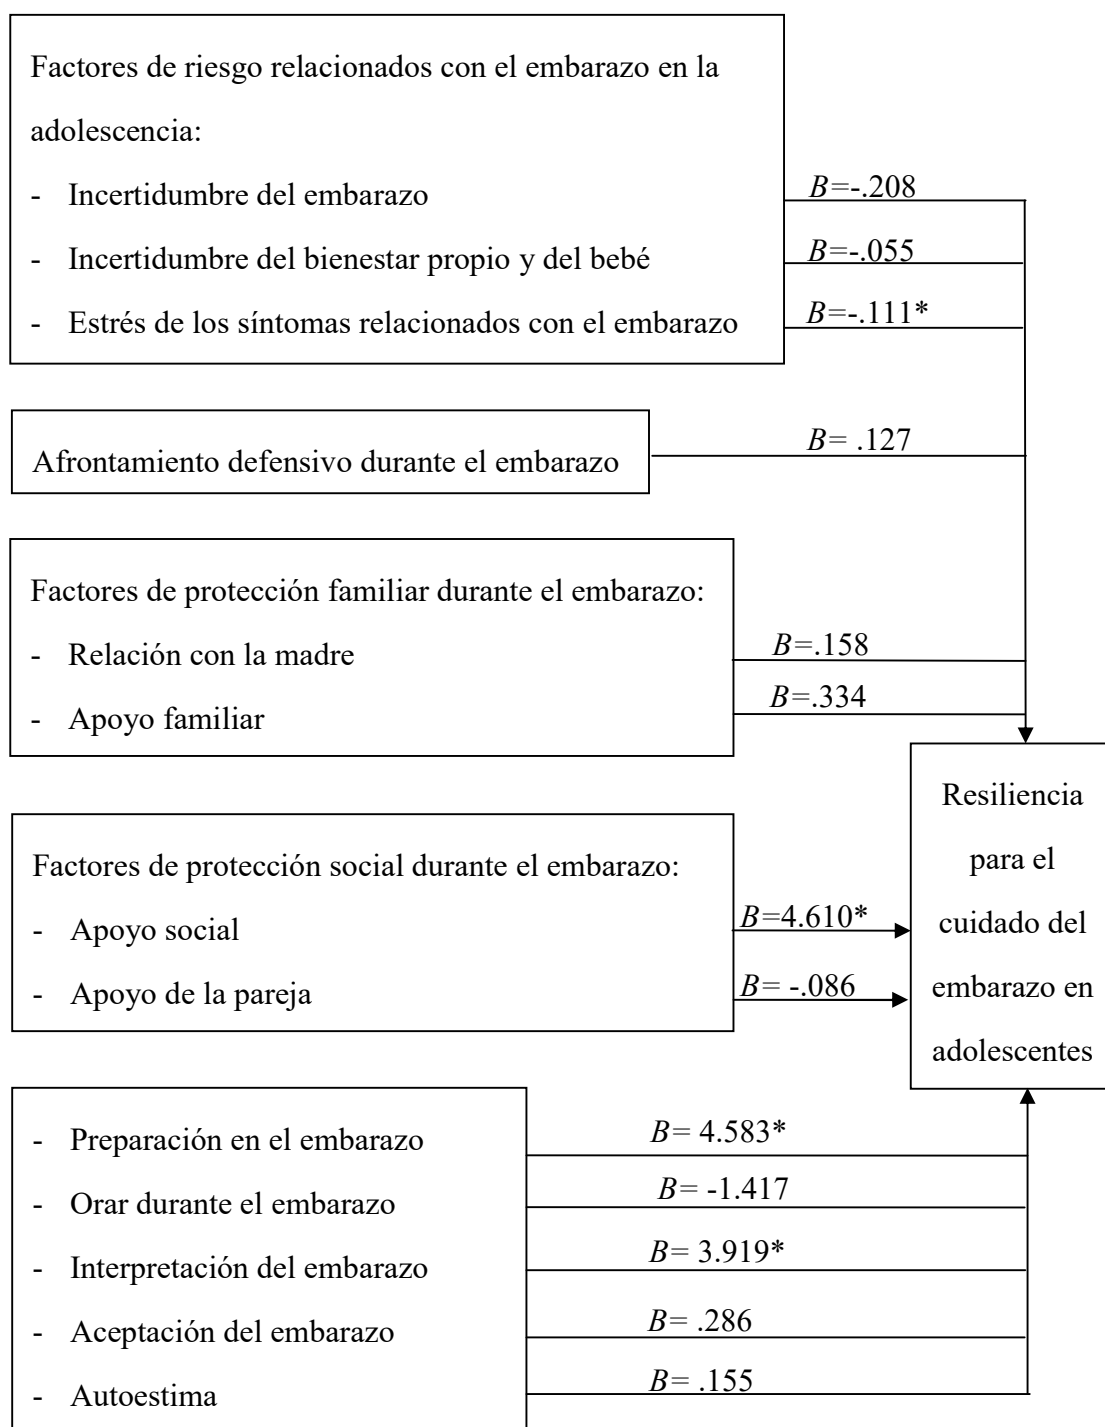 Factores de riesgo relacionados con el embarazo en la
adolescencia:
- Incertidumbre del embarazo
B=-.208
- Incertidumbre del bienestar propio y del bebé
B=-.055
- Estrés de los síntomas relacionados con el embarazo
B=-.111*
Afrontamiento defensivo durante el embarazo
B= .127
Factores de protección familiar durante el embarazo:
- Relación con la madre
B=.158
- Apoyo familiar
B=.334
Factores de protección social durante el embarazo:
- Apoyo social
B=4.610*
- Apoyo de la pareja
B= -.086
Resiliencia
para el
cuidado del
embarazo en
adolescentes
- Preparación en el embarazo
B= 4.583*
- Orar durante el embarazo
B= -1.417
- Interpretación del embarazo
B= 3.919*
- Aceptación del embarazo
B= .286
- Autoestima
B= .155